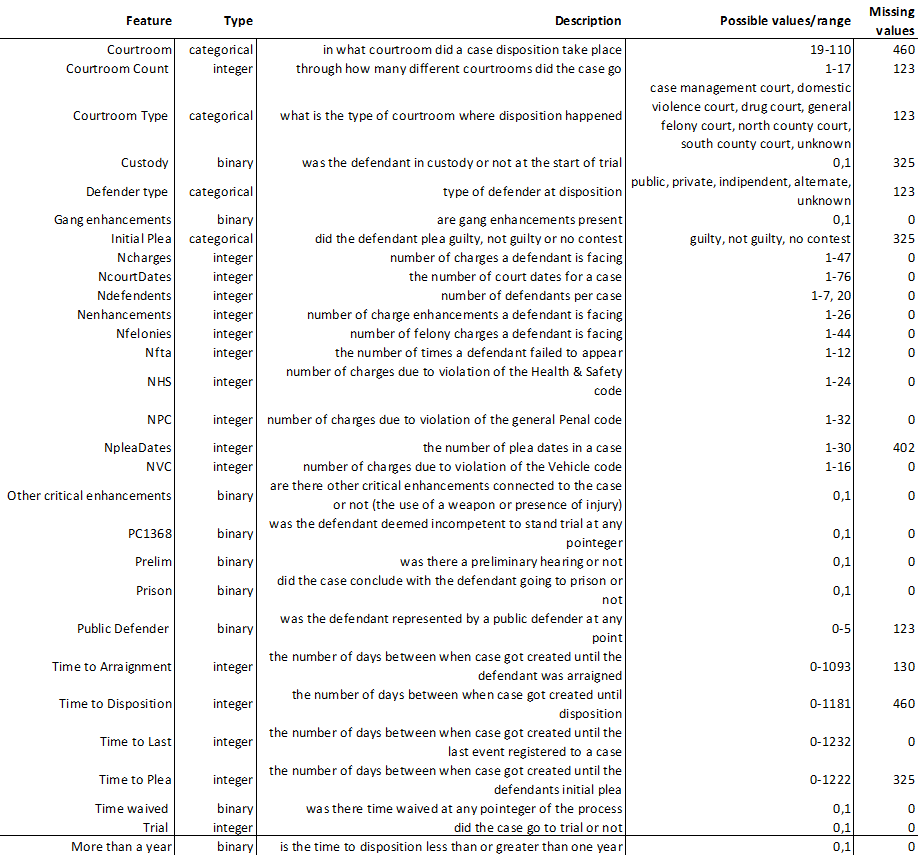 Feature Type Description Possible values/range Missing values
Courtroom categorical in what courtroom did a case disposition take place 19-110 460
Courtroom Count integer through how many different courtrooms did the case go 1-17 123
Courtroom Type categorical what is the type of courtroom where disposition happened case management court, domestic
violence court, drug court, general
felony court, north county court,
south county court, unknown 123
Custody binary was the defendant in custody or not at the start of trial 0,1 325
Defender type categorical type of defender at disposition public, private, indipendent, alternate,
unknown 123
Gang enhancements binary are gang enhancements present 0,1 0
Initial Plea categorical did the defendant plea guilty, not guilty or no contest guilty, not guilty, no contest 325
Ncharges integer number of charges a defendant is facing 1-47 0
NcourtDates integer the number of court dates for a case 1-76 0
Ndefendents integer number of defendants per case 1-7, 20 0
Nenhancements integer number of charge enhancements a defendant is facing 1-26 0
Nfelonies integer number of felony charges a defendant is facing 1-44 0
Nfta integer the number of times a defendant failed to appear 1-12 0
NHS integer number of charges due to violation of the Health & Safety
code 1-24 0
NPC integer number of charges due to violation of the general Penal code 1-32 0
NpleaDates integer the number of plea dates in a case 1-30 402
NVC integer number of charges due to violation of the Vehicle code 1-16 0
Other critical enhancements binary are there other critical enhancements connected to the case
or not (the use of a weapon or presence of injury) 0,1 0
PC1368 binary was the defendant deemed incompetent to stand trial at any
pointeger 0,1 0
Prelim binary was there a preliminary hearing or not 0,1 0
Prison binary did the case conclude with the defendant going to prison or
not 0,1 0
Public Defender binary was the defendant represented by a public defender at any
point 0-5 123
Time to Arraignment integer the number of days between when case got created until the
defendant was arraigned 0-1093 130
Time to Disposition integer the number of days between when case got created until
disposition 0-1181 460
Time to Last integer the number of days between when case got created until the
last event registered to a case 0-1232 0
Time to Plea integer the number of days between when case got created until the
defendants initial plea 0-1222 325
Time waived binary was there time waived at any pointeger of the process 0,1 0
Trial integer did the case go to trial or not 0,1 0
More than a year binary is the time to disposition less than or greater than one year 0,1 0